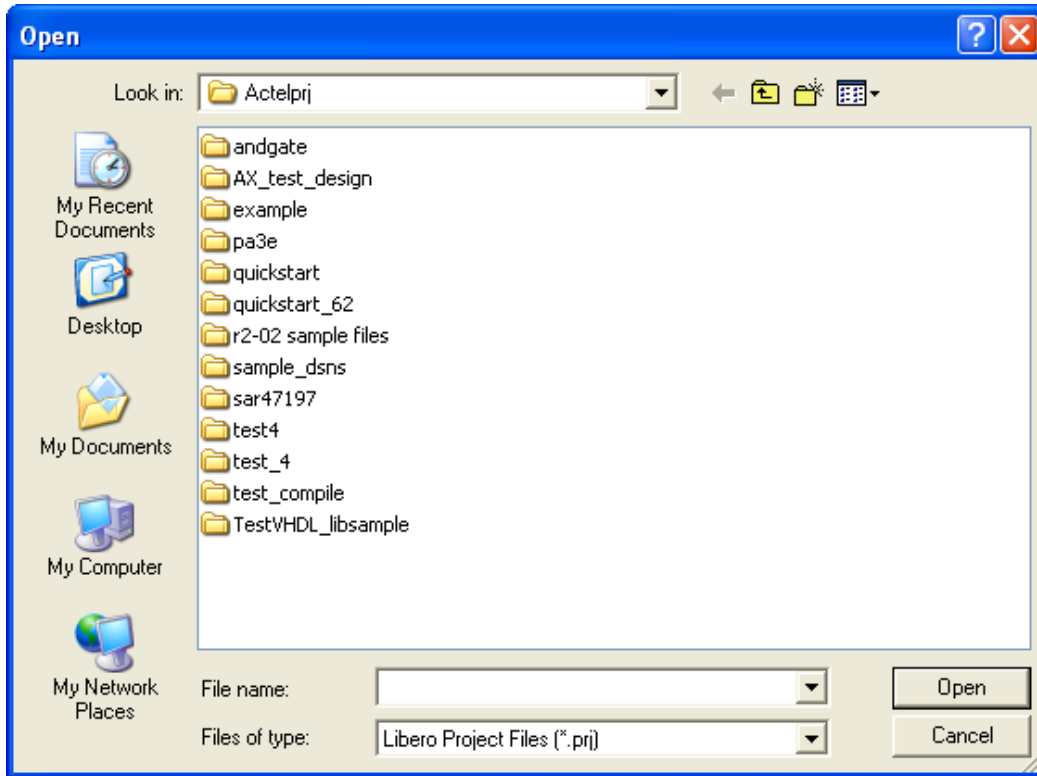 Open
Look in:
Actelprj
My Recent
Documents
Desktop
My Documents
My Computer
My Network
Places
andgate
AX_test_design
example
pa3e
quickstart
quickstart_62
r2-02 sample files
sample_dsns
sar47197
test4
test_4
test_compile
TestVHDL_libsample
File name:
Open
Files of type:
Libero Project Files (*.prj)
Cancel